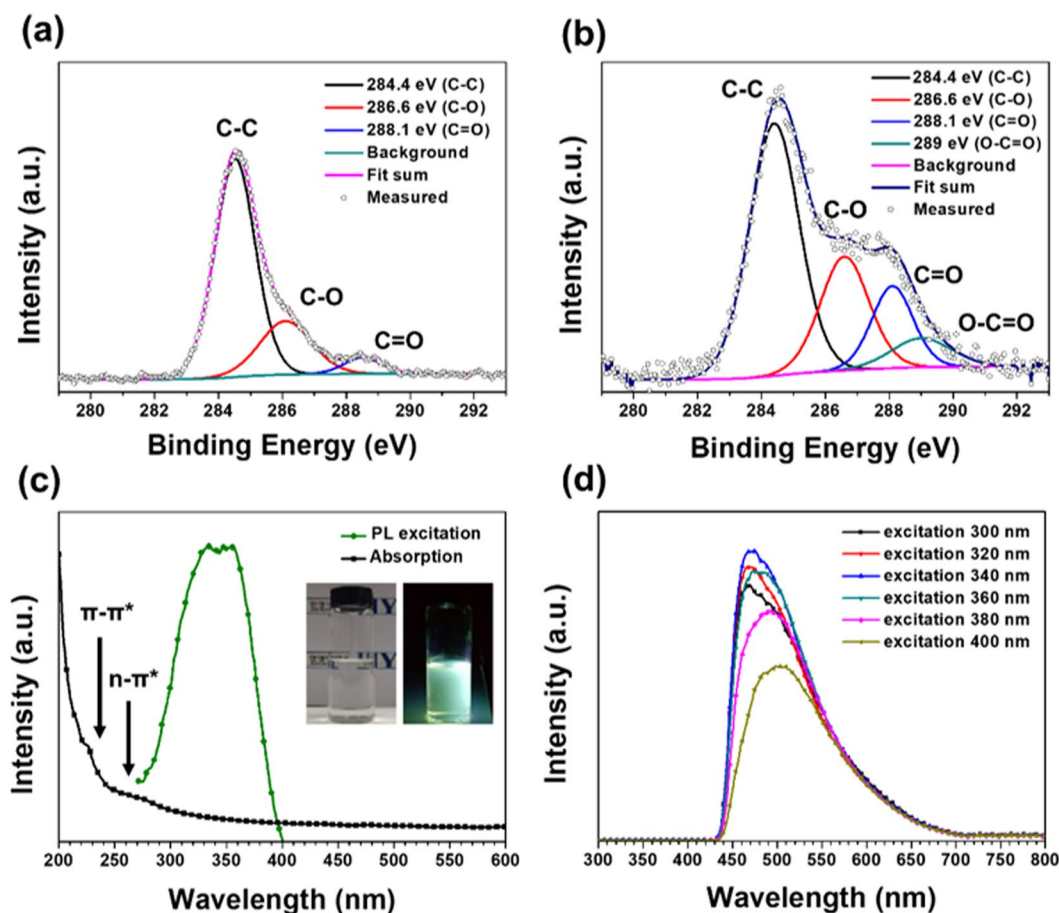 (a)
284.4 eV (C-C)
286.6 eV (C-O)
288.1 eV (C=O)
Background
Fit sum
Measured
C-C
C-O
C=O
Intensity (a.u.)
280 282 284 286 288 290 292
Binding Energy (eV)
(b)
284.4 eV (C-C)
286.6 eV (C-O)
288.1 eV (C=O)
289 eV (O-C=O)
Background
Fit sum
Measured
C-C
C-O
C=O
O-C=O
Intensity (a.u.)
280 282 284 286 288 290 292
Binding Energy (eV)
(c)
PL excitation
Absorption
π-π*
n-π*
Intensity (a.u.)
200 250 300 350 400 450 500 550 600
Wavelength (nm)
(d)
excitation 300 nm
excitation 320 nm
excitation 340 nm
excitation 360 nm
excitation 380 nm
excitation 400 nm
Intensity (a.u.)
300 350 400 450 500 550 600 650 700 750 800
Wavelength (nm)